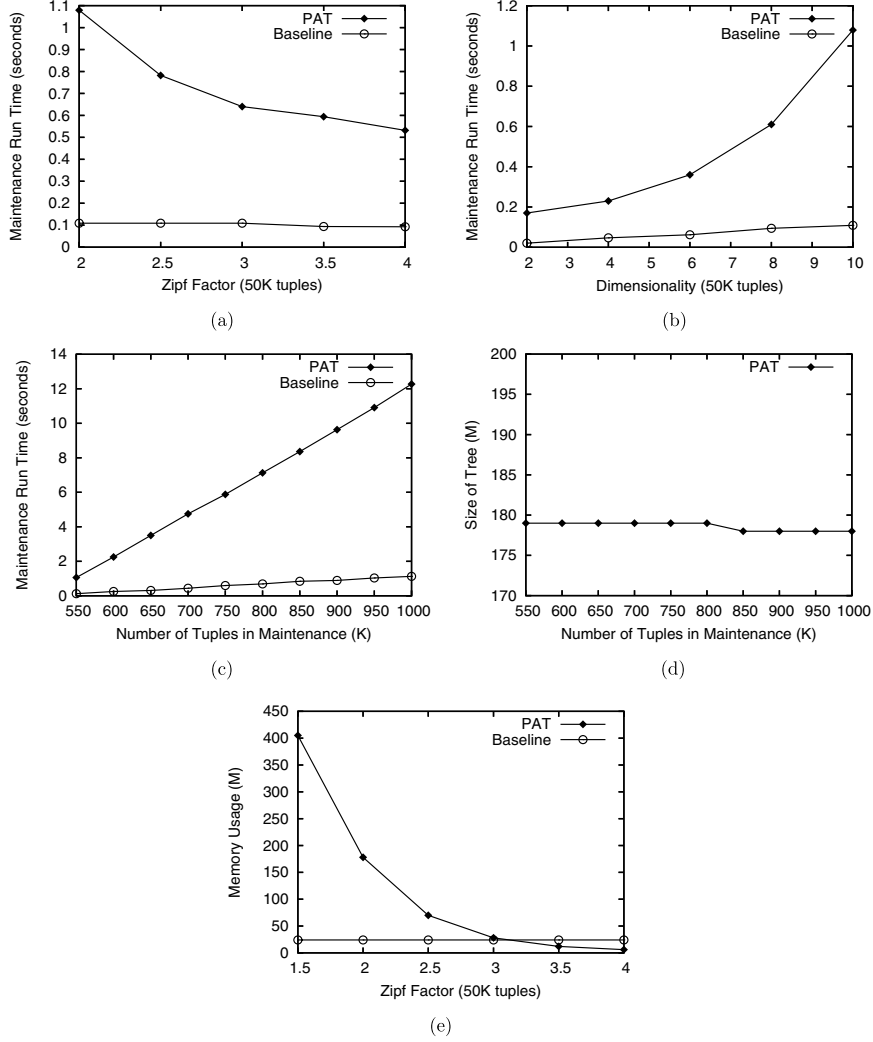 PAT
Baseline
Maintenance Run Time (seconds)
1.1
1
0.9
0.8
0.7
0.6
0.5
0.4
0.3
0.2
0.1
0
2 2.5 3 3.5 4
Zipf Factor (50K tuples)
(a)
PAT
Baseline
Maintenance Run Time (seconds)
1.2
1
0.8
0.6
0.4
0.2
0
2 3 4 5 6 7 8 9 10
Dimensionality (50K tuples)
(b)
PAT
Baseline
Maintenance Run Time (seconds)
14
12
10
8
6
4
2
0
550 600 650 700 750 800 850 900 950 1000
Number of Tuples in Maintenance (K)
(c)
PAT
Size of Tree (M)
200
195
190
185
180
175
170
550 600 650 700 750 800 850 900 950 1000
Number of Tuples in Maintenance (K)
(d)
PAT
Baseline
Memory Usage (M)
450
400
350
300
250
200
150
100
50
0
1.5 2 2.5 3 3.5 4
Zipf Factor (50K tuples)
(e)